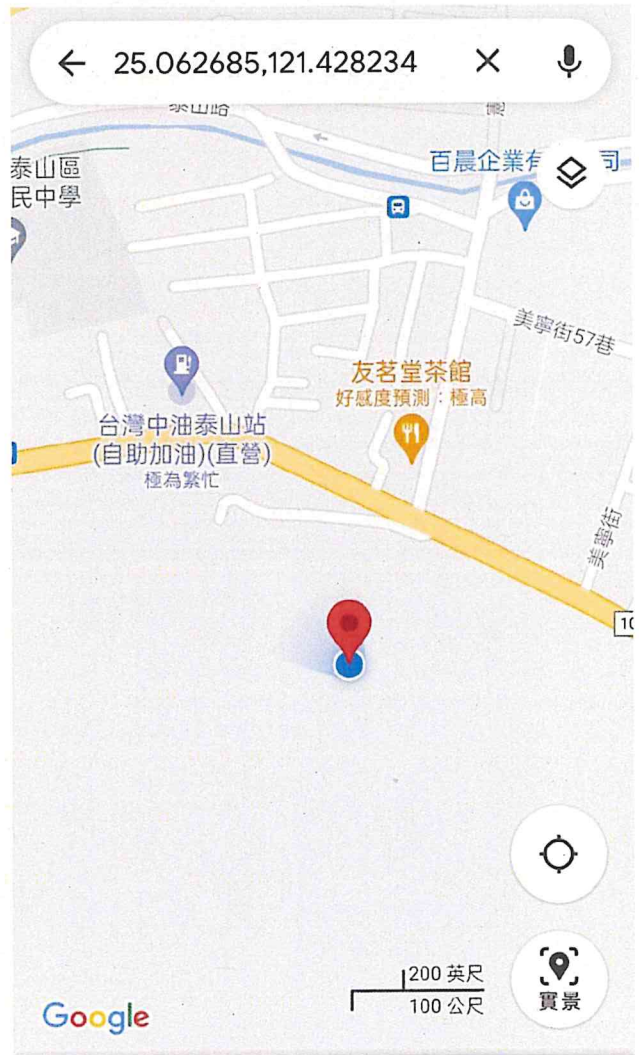 25.062685,121.428234
泰山路
百晨企業有
司
泰山區
民中學
美寧街57巷
友茗堂茶館
好感度預測：極高
台灣中油泰山站
(自助加油)(直營)
極為繁忙
美寧街
10
200 英尺
100 公尺
實景
Google